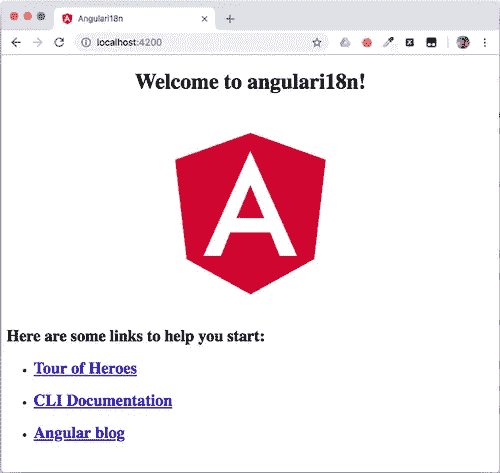 Angulari18n
localhost:4200
Welcome to angulari18n!
A
Here are some links to help you start:
Tour of Heroes
CLI Documentation
Angular blog